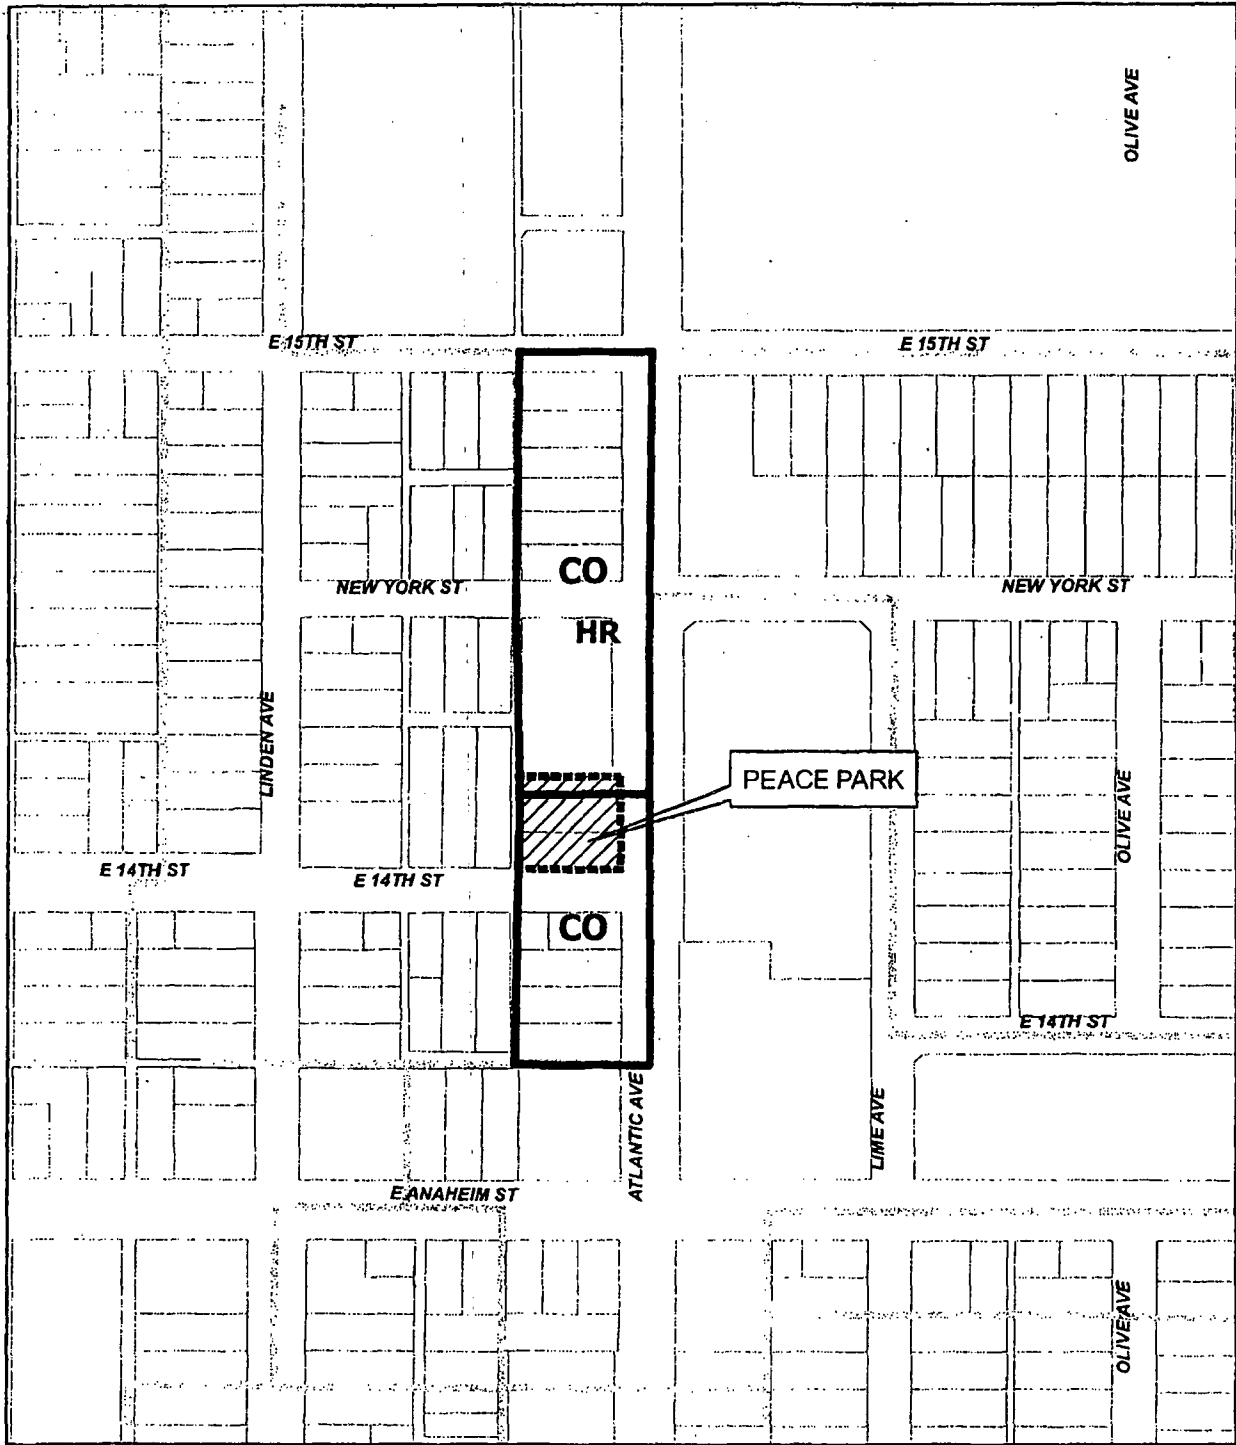 OLIVE AVE
E 15TH ST
E 15TH ST
CO
NEW YORK ST
NEW YORK ST
HR
LINDEN AVE
PEACE PARK
OLIVE AVE
E 14TH ST
E 14TH ST
CO
E 14TH ST
ATLANTIC AVE
LIME AVE
E ANAHEIM ST
OLIVE AVE